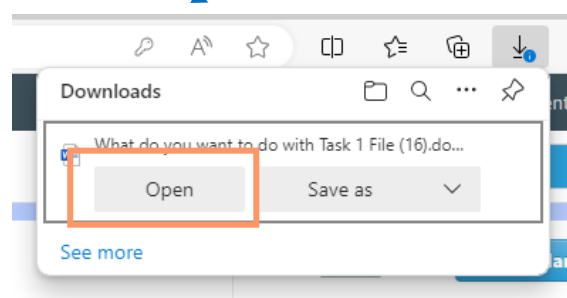 A
Downloads
What do you want to do with Task 1 File (16).do...
Open
Save as
See more